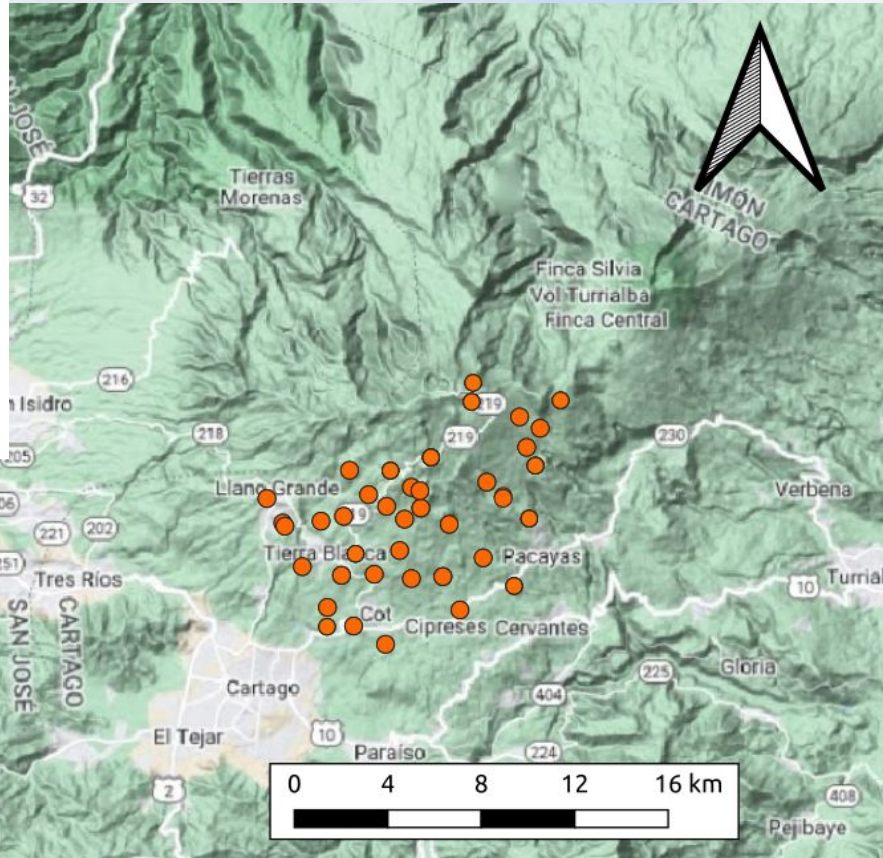 SAN JOSÉ
32
Tierras
Morenas
LIMÓN
CARTAGO
Finca Silvia
Vol Turrialba
Finca Central
216
n Isidro
219
218
219
230
205
Llano Grande
Verbena
06
19
221
202
Tierra Blanca
Pacayas
251
Tres Ríos
10
Turrial
SAN JOSÉ
CARTAGO
Cot
Cipreses
Cervantes
225
Gloria
Cartago
404
El Tejar
10
Paraíso
224
2
408
0 4 8 12 16 km
Pejibaye